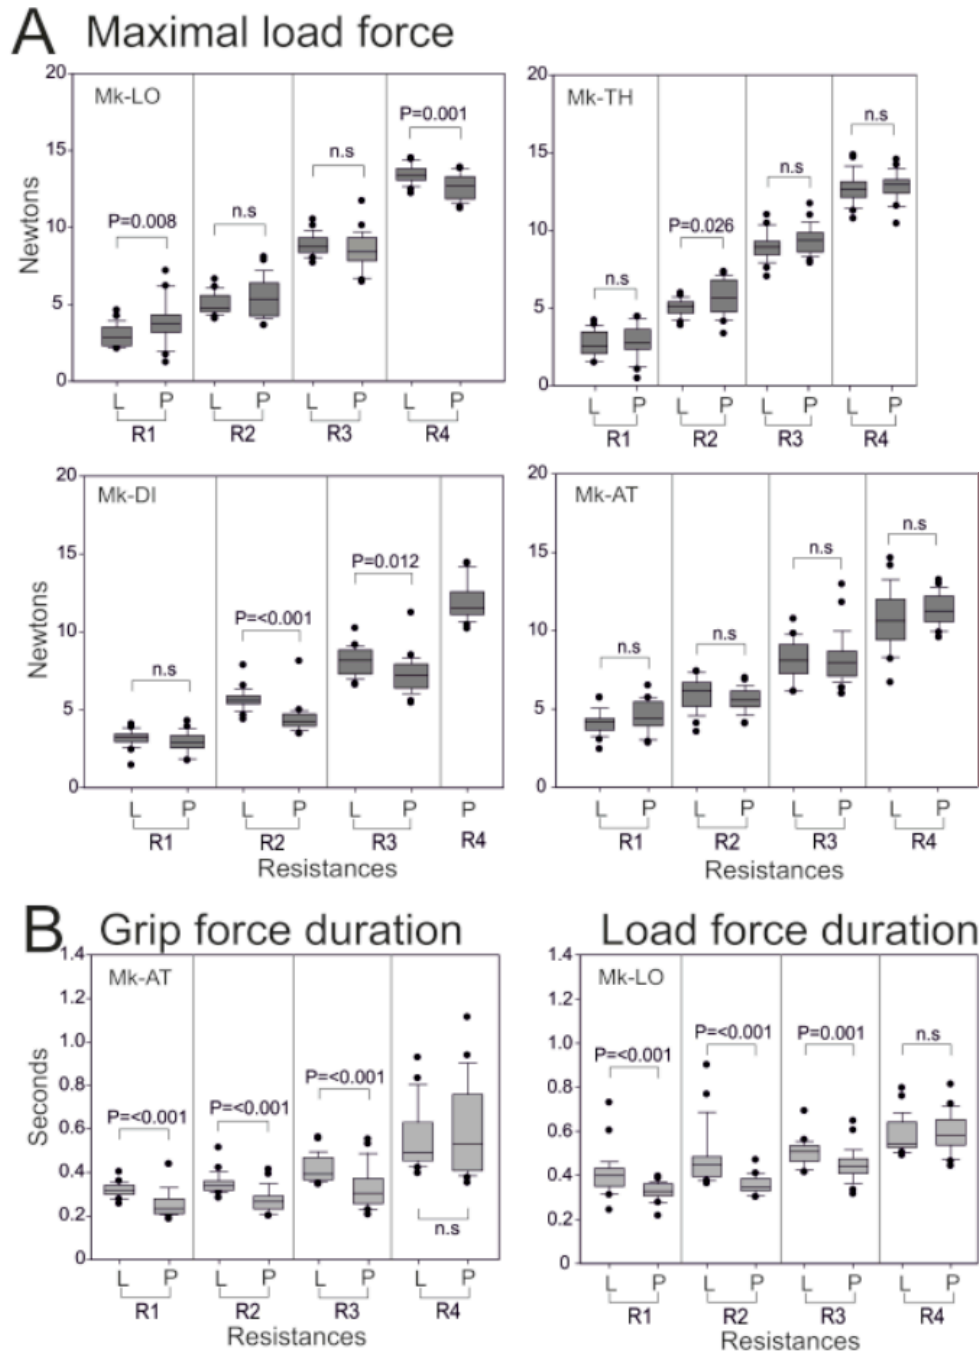 A Maximal load force
Mk-LO
Newtons
20
15
10
5
0
P=0.008
n.s
n.s
P=0.001
L P L P L P L P
R1 R2 R3 R4
Mk-TH
20
15
10
5
0
n.s
P=0.026
n.s
n.s
L P L P L P L P
R1 R2 R3 R4
Mk-DI
Newtons
20
15
10
5
0
n.s
P=<0.001
P=0.012
L P L P L P P
R1 R2 R3 R4
Resistances
Mk-AT
20
15
10
5
0
n.s
n.s
n.s
n.s
L P L P L P L P
R1 R2 R3 R4
Resistances
B Grip force duration
Mk-AT
Seconds
1.4
1.2
1.0
0.8
0.6
0.4
0.2
0
P=<0.001
P=<0.001
P=<0.001
n.s
L P L P L P L P
R1 R2 R3 R4
Resistances
Load force duration
Mk-LO
1.4
1.2
1.0
0.8
0.6
0.4
0.2
0
P=<0.001
P=<0.001
P=0.001
n.s
L P L P L P L P
R1 R2 R3 R4
Resistances